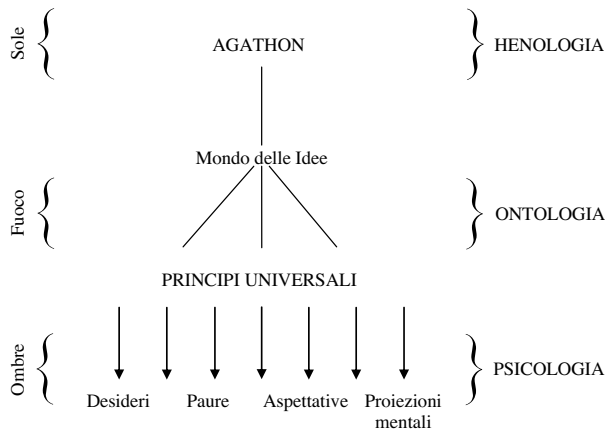 Sole
AGATHON
HENOLOGIA
Mondo delle Idee
Fuoco
ONTOLOGIA
PRINCIPI UNIVERSALI
Ombre
PSICOLOGIA
Desideri Paure Aspettative Proiezioni
mentali